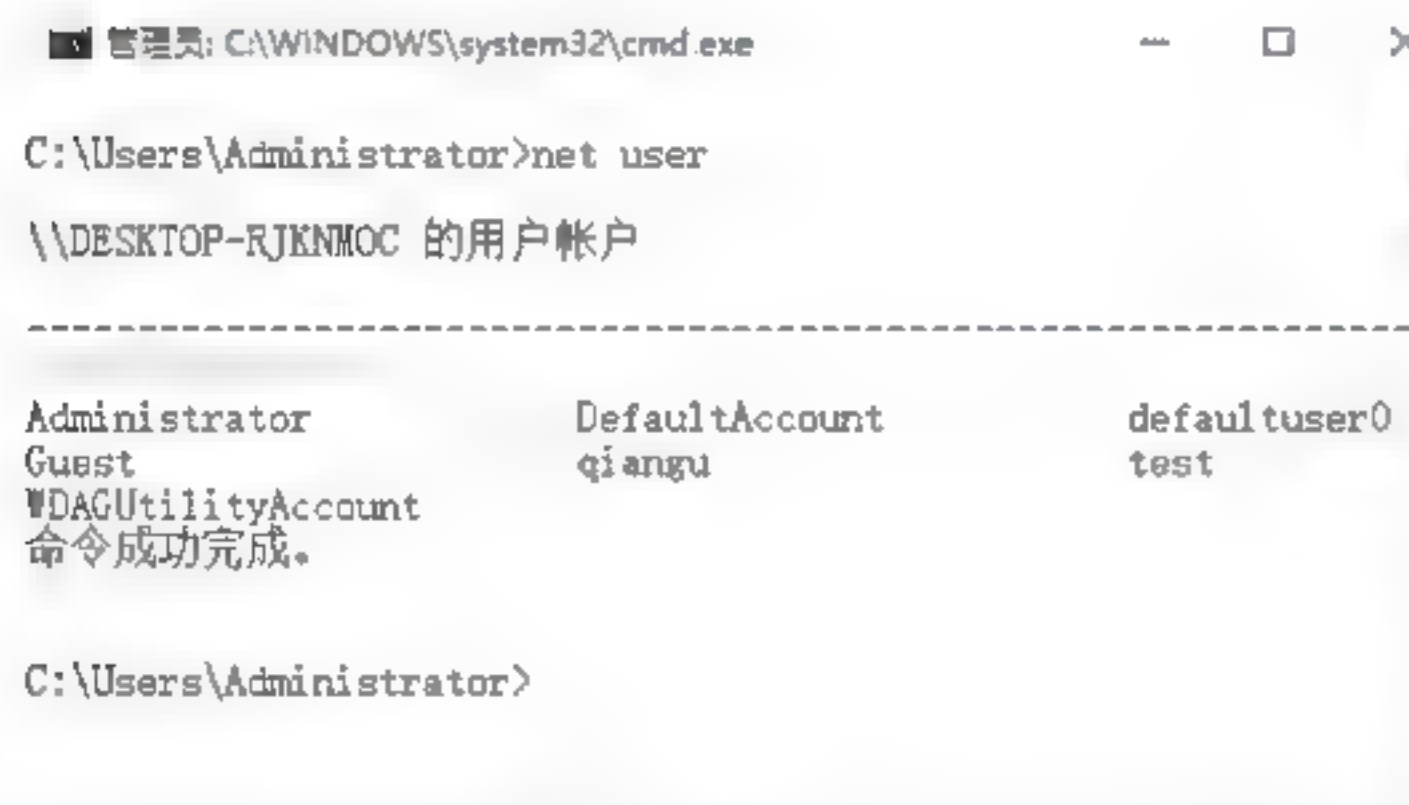 管理员: C:\WINDOWS\system32\cmd.exe
C:\Users\Administrator>net user
\\DESKTOP-RJKNMOC 的用户帐户
-------------------------------------------------------------------------------
Administrator DefaultAccount defaultuser0
Guest qiangu test
WDAGUtilityAccount
命令成功完成。
C:\Users\Administrator>